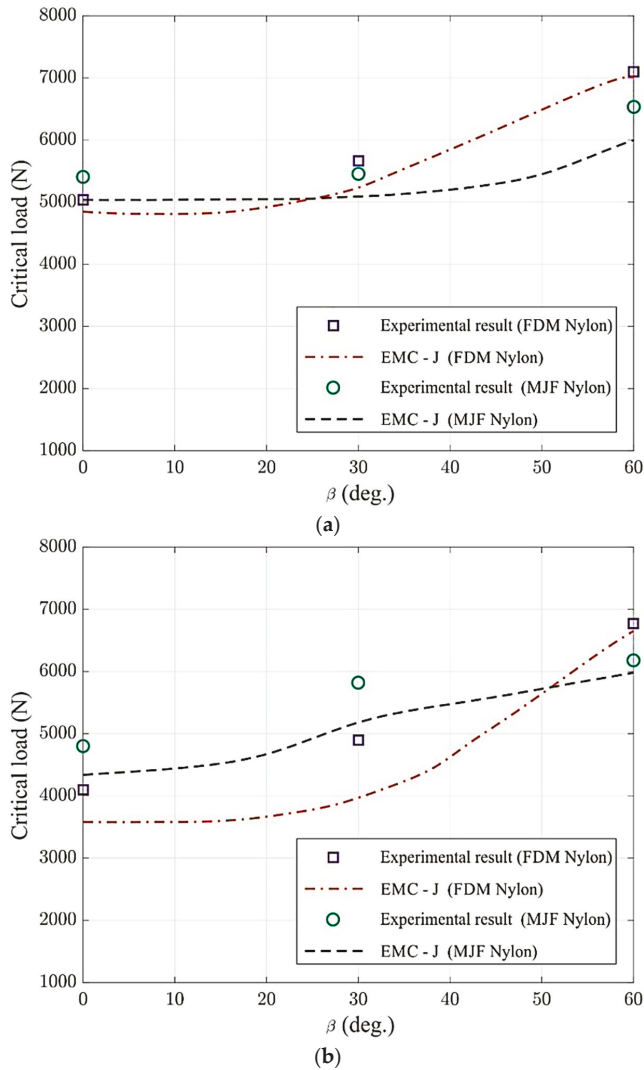 8000
7000
6000
5000
4000
3000
2000
1000
Critical load (N)
Experimental result (FDM Nylon)
EMC - J (FDM Nylon)
Experimental result (MJF Nylon)
EMC - J (MJF Nylon)
0 10 20 30 40 50 60
β (deg.)
(a)
8000
7000
6000
5000
4000
3000
2000
1000
Critical load (N)
Experimental result (FDM Nylon)
EMC - J (FDM Nylon)
Experimental result (MJF Nylon)
EMC - J (MJF Nylon)
0 10 20 30 40 50 60
β (deg.)
(b)